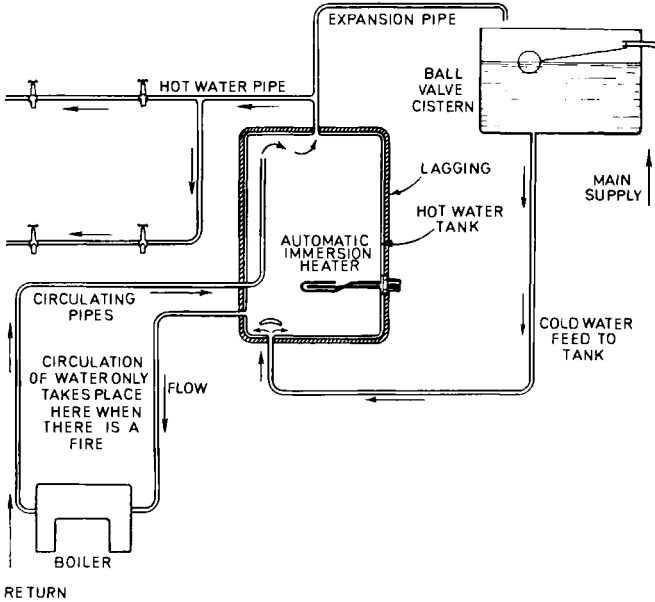 EXPANSION PIPE
BALL
VALVE
CISTERN
HOT WATER PIPE
MAIN
SUPPLY
LAGGING
HOT WATER
TANK
AUTOMATIC
IMMERSION
HEATER
CIRCULATING
PIPES
COLD WATER
FEED TO
TANK
CIRCULATION
OF WATER ONLY
TAKES PLACE
HERE WHEN
THERE IS A
FIRE
FLOW
BOILER
RETURN